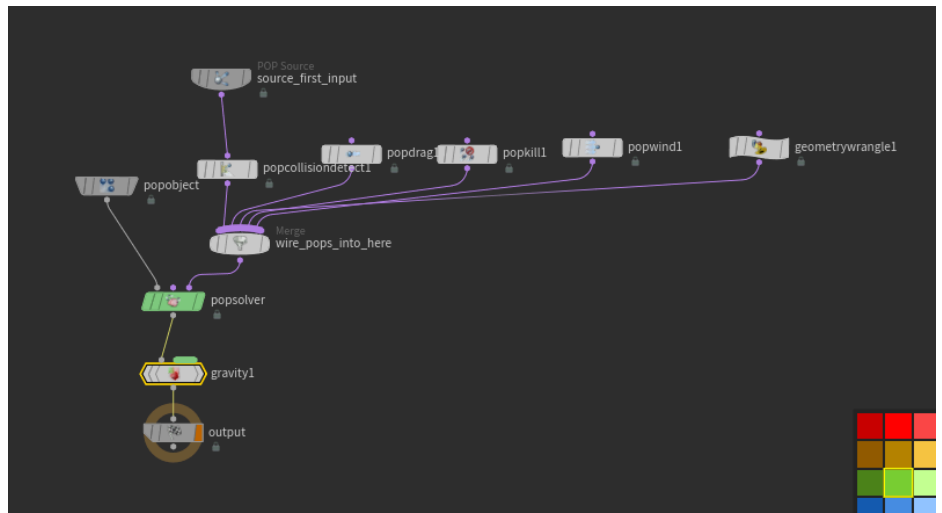 POP Source
source_first_input
popcollisiondetect1
popdrag1
popkill1
popwind1
geometrywrangle1
popobject
Merge
wire_pops_into_here
popsolver
gravity1
output